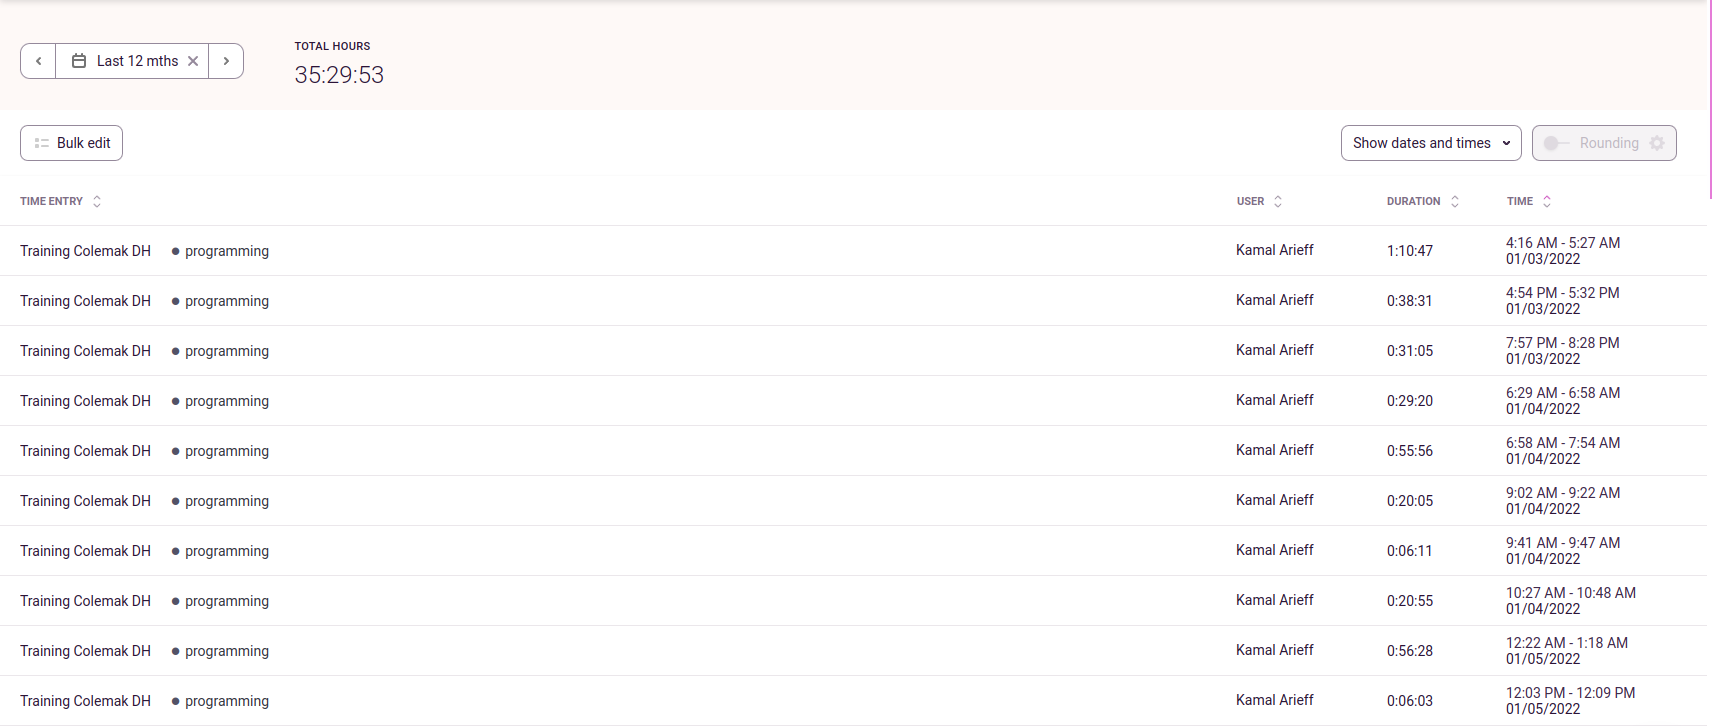 Last 12 mths
TOTAL HOURS
35:29:53
Bulk edit
Show dates and times
Rounding
TIME ENTRY USER DURATION TIME
Training Colemak DH programming Kamal Arieff 1:10:47 4:16 AM - 5:27 AM
01/03/2022
Training Colemak DH programming Kamal Arieff 0:38:31 4:54 PM - 5:32 PM
01/03/2022
Training Colemak DH programming Kamal Arieff 0:31:05 7:57 PM - 8:28 PM
01/03/2022
Training Colemak DH programming Kamal Arieff 0:29:20 6:29 AM - 6:58 AM
01/04/2022
Training Colemak DH programming Kamal Arieff 0:55:56 6:58 AM - 7:54 AM
01/04/2022
Training Colemak DH programming Kamal Arieff 0:20:05 9:02 AM - 9:22 AM
01/04/2022
Training Colemak DH programming Kamal Arieff 0:06:11 9:41 AM - 9:47 AM
01/04/2022
Training Colemak DH programming Kamal Arieff 0:20:55 10:27 AM - 10:48 AM
01/04/2022
Training Colemak DH programming Kamal Arieff 0:56:28 12:22 AM - 1:18 AM
01/05/2022
Training Colemak DH programming Kamal Arieff 0:06:03 12:03 PM - 12:09 PM
01/05/2022